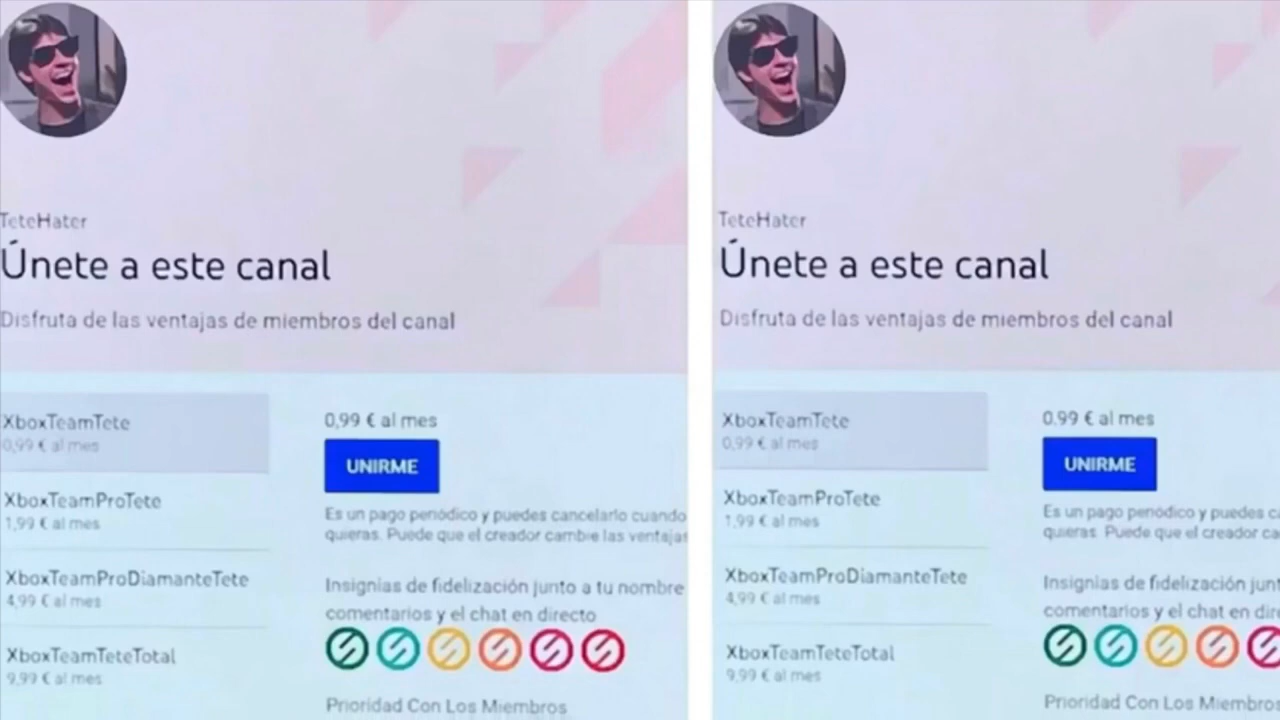 TeteHater
Únete a este canal
Disfruta de las ventajas de miembros del canal
XboxTeamTete
0,99 € al mes
XboxTeamProTete
1,99 € al mes
XboxTeamProDiamanteTete
4,99 € al mes
XboxTeamTeteTotal
9,99 € al mes
0,99 € al mes
UNIRME
Es un pago periódico y puedes cancelarlo cuando
quieras. Puede que el creador cambie las ventajas
Insignias de fidelización junto a tu nombre
comentarios y el chat en directo
Prioridad Con Los Miembros
TeteHater
Únete a este canal
Disfruta de las ventajas de miembros del canal
XboxTeamTete
0,99 € al mes
XboxTeamProTete
1,99 € al mes
XboxTeamProDiamanteTete
4,99 € al mes
XboxTeamTeteTotal
9,99 € al mes
0.99 € al mes
UNIRME
Es un pago periódico y puedes c
quieras. Puede que el creador ca
Insignias de fidelización junt
comentarios y el chat en dire
Prioridad Con Los Miembros